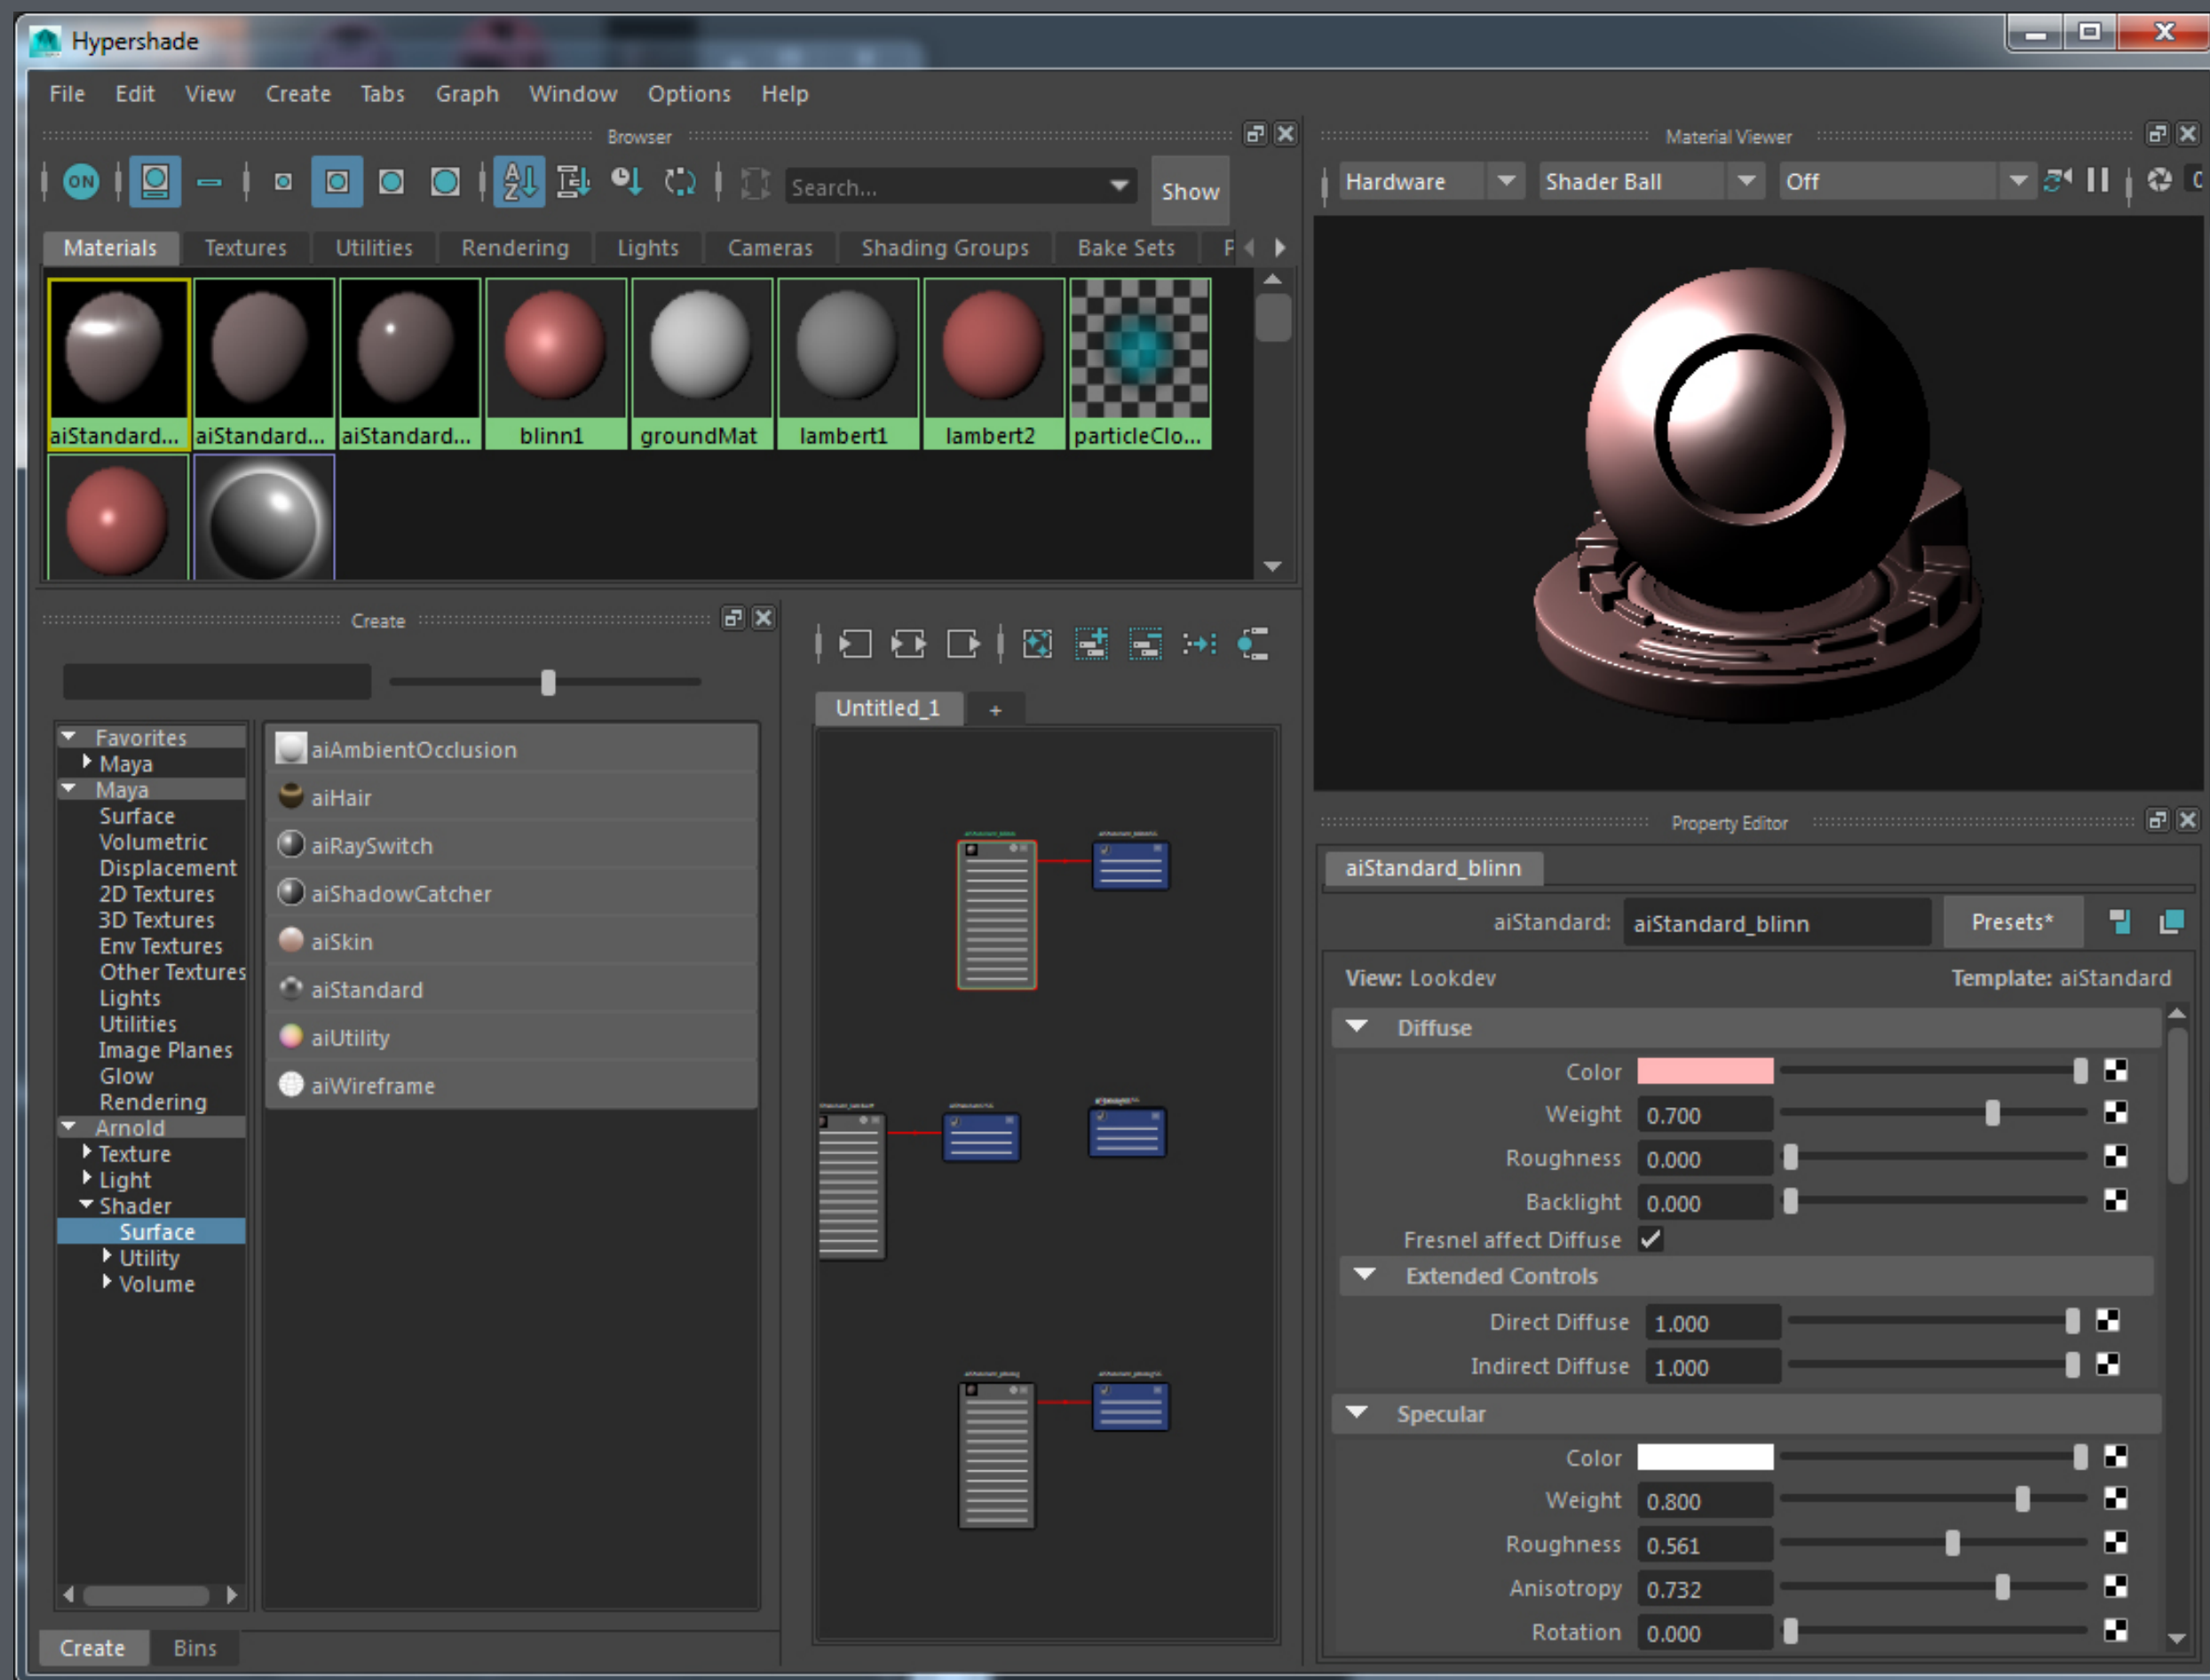 Hypershade
File Edit View Create Tabs Graph Window Options Help
Browser
ON
A Z
Search...
Show
Materials Textures Utilities Rendering Lights Cameras Shading Groups Bake Sets
aiStandard... aiStandard... aiStandard... blinn1 groundMat lambert1 lambert2 particleClo...
Create
Favorites
Maya
Maya
Surface
Volumetric
Displacement
2D Textures
3D Textures
Env Textures
Other Textures
Lights
Utilities
Image Planes
Glow
Rendering
Arnold
Texture
Light
Shader
Surface
Utility
Volume
aiAmbientOcclusion
aiHair
aiRaySwitch
aiShadowCatcher
aiSkin
aiStandard
aiUtility
aiWireframe
Create Bins
Untitled_1 +
Material Viewer
Hardware Shader Ball Off
Property Editor
aiStandard_blinn
aiStandard: aiStandard_blinn Presets*
View: Lookdev Template: aiStandard
Diffuse
Color
Weight 0.700
Roughness 0.000
Backlight 0.000
Fresnel affect Diffuse
Extended Controls
Direct Diffuse 1.000
Indirect Diffuse 1.000
Specular
Color
Weight 0.800
Roughness 0.561
Anisotropy 0.732
Rotation 0.000